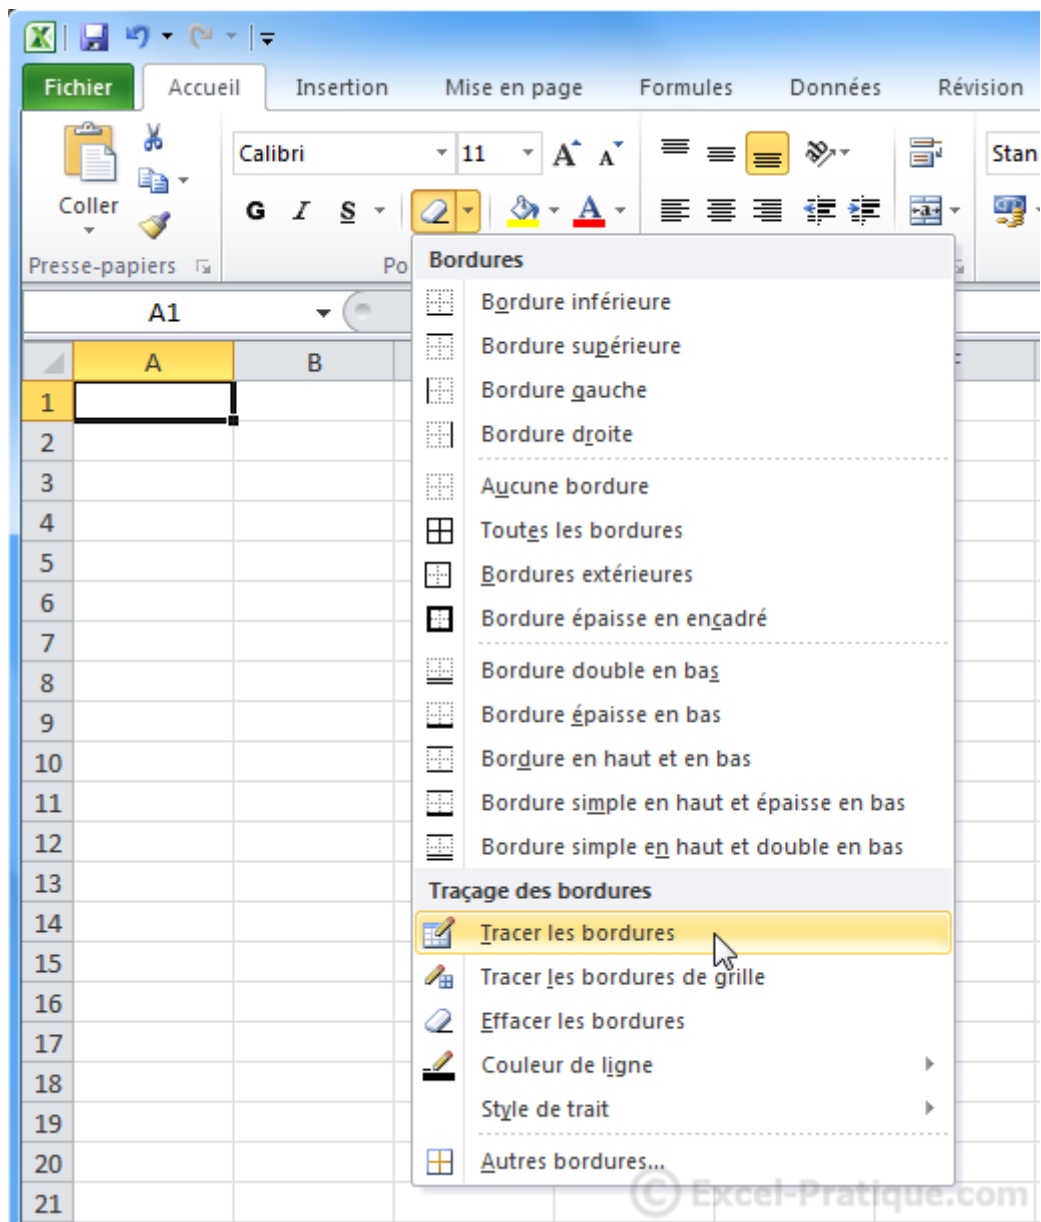 Fichier Accueil Insertion Mise en page Formules Données Révision
Calibri 11 A A Stan
Coller G I S A
Presse-papiers Po
A1
A B
1
2
3
4
5
6
7
8
9
10
11
12
13
14
15
16
17
18
19
20
21
Bordures
Bordure inférieure
Bordure supérieure
Bordure gauche
Bordure droite
Aucune bordure
Toutes les bordures
Bordures extérieures
Bordure épaisse en encadré
Bordure double en bas
Bordure épaisse en bas
Bordure en haut et en bas
Bordure simple en haut et épaisse en bas
Bordure simple en haut et double en bas
Traçage des bordures
Tracer les bordures
Tracer les bordures de grille
Effacer les bordures
Couleur de ligne
Style de trait
Autres bordures...
© Excel-Pratique.com